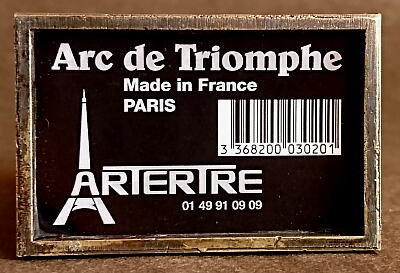 Arc de Triomphe
Made in France
PARIS
3 368200 030201
ARTERTRE
01 49 91 09 09